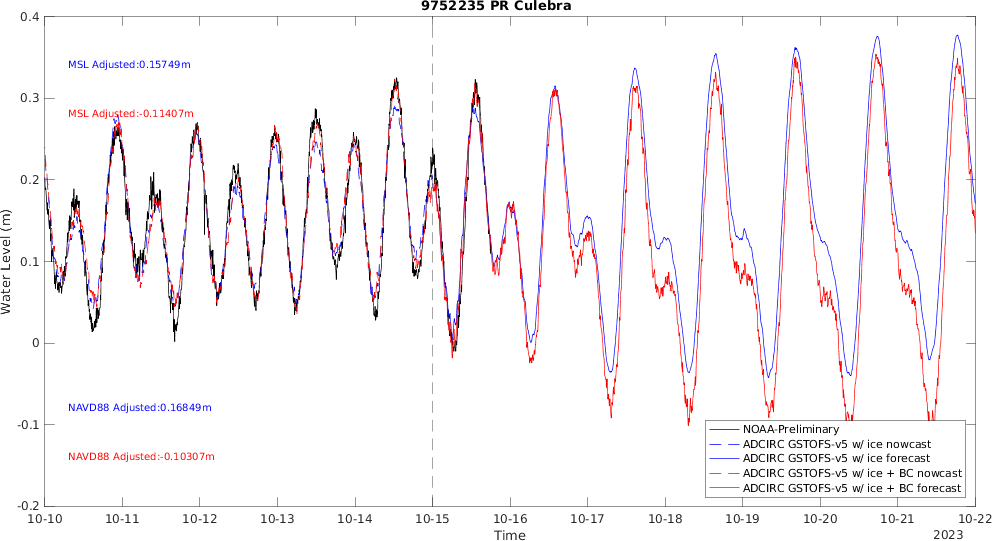 9752235 PR Culebra
0.4
0.3
0.2
0.1
0
-0.1
-0.2
Water Level (m)
MSL Adjusted:0.15749m
MSL Adjusted:-0.11407m
NAVD88 Adjusted:0.16849m
NAVD88 Adjusted:-0.10307m
NOAA-Preliminary
ADCIRC GSTOFS-v5 w/ ice nowcast
ADCIRC GSTOFS-v5 w/ ice forecast
ADCIRC GSTOFS-v5 w/ ice + BC nowcast
ADCIRC GSTOFS-v5 w/ ice + BC forecast
10-10 10-11 10-12 10-13 10-14 10-15 10-16 10-17 10-18 10-19 10-20 10-21 10-22
Time
2023